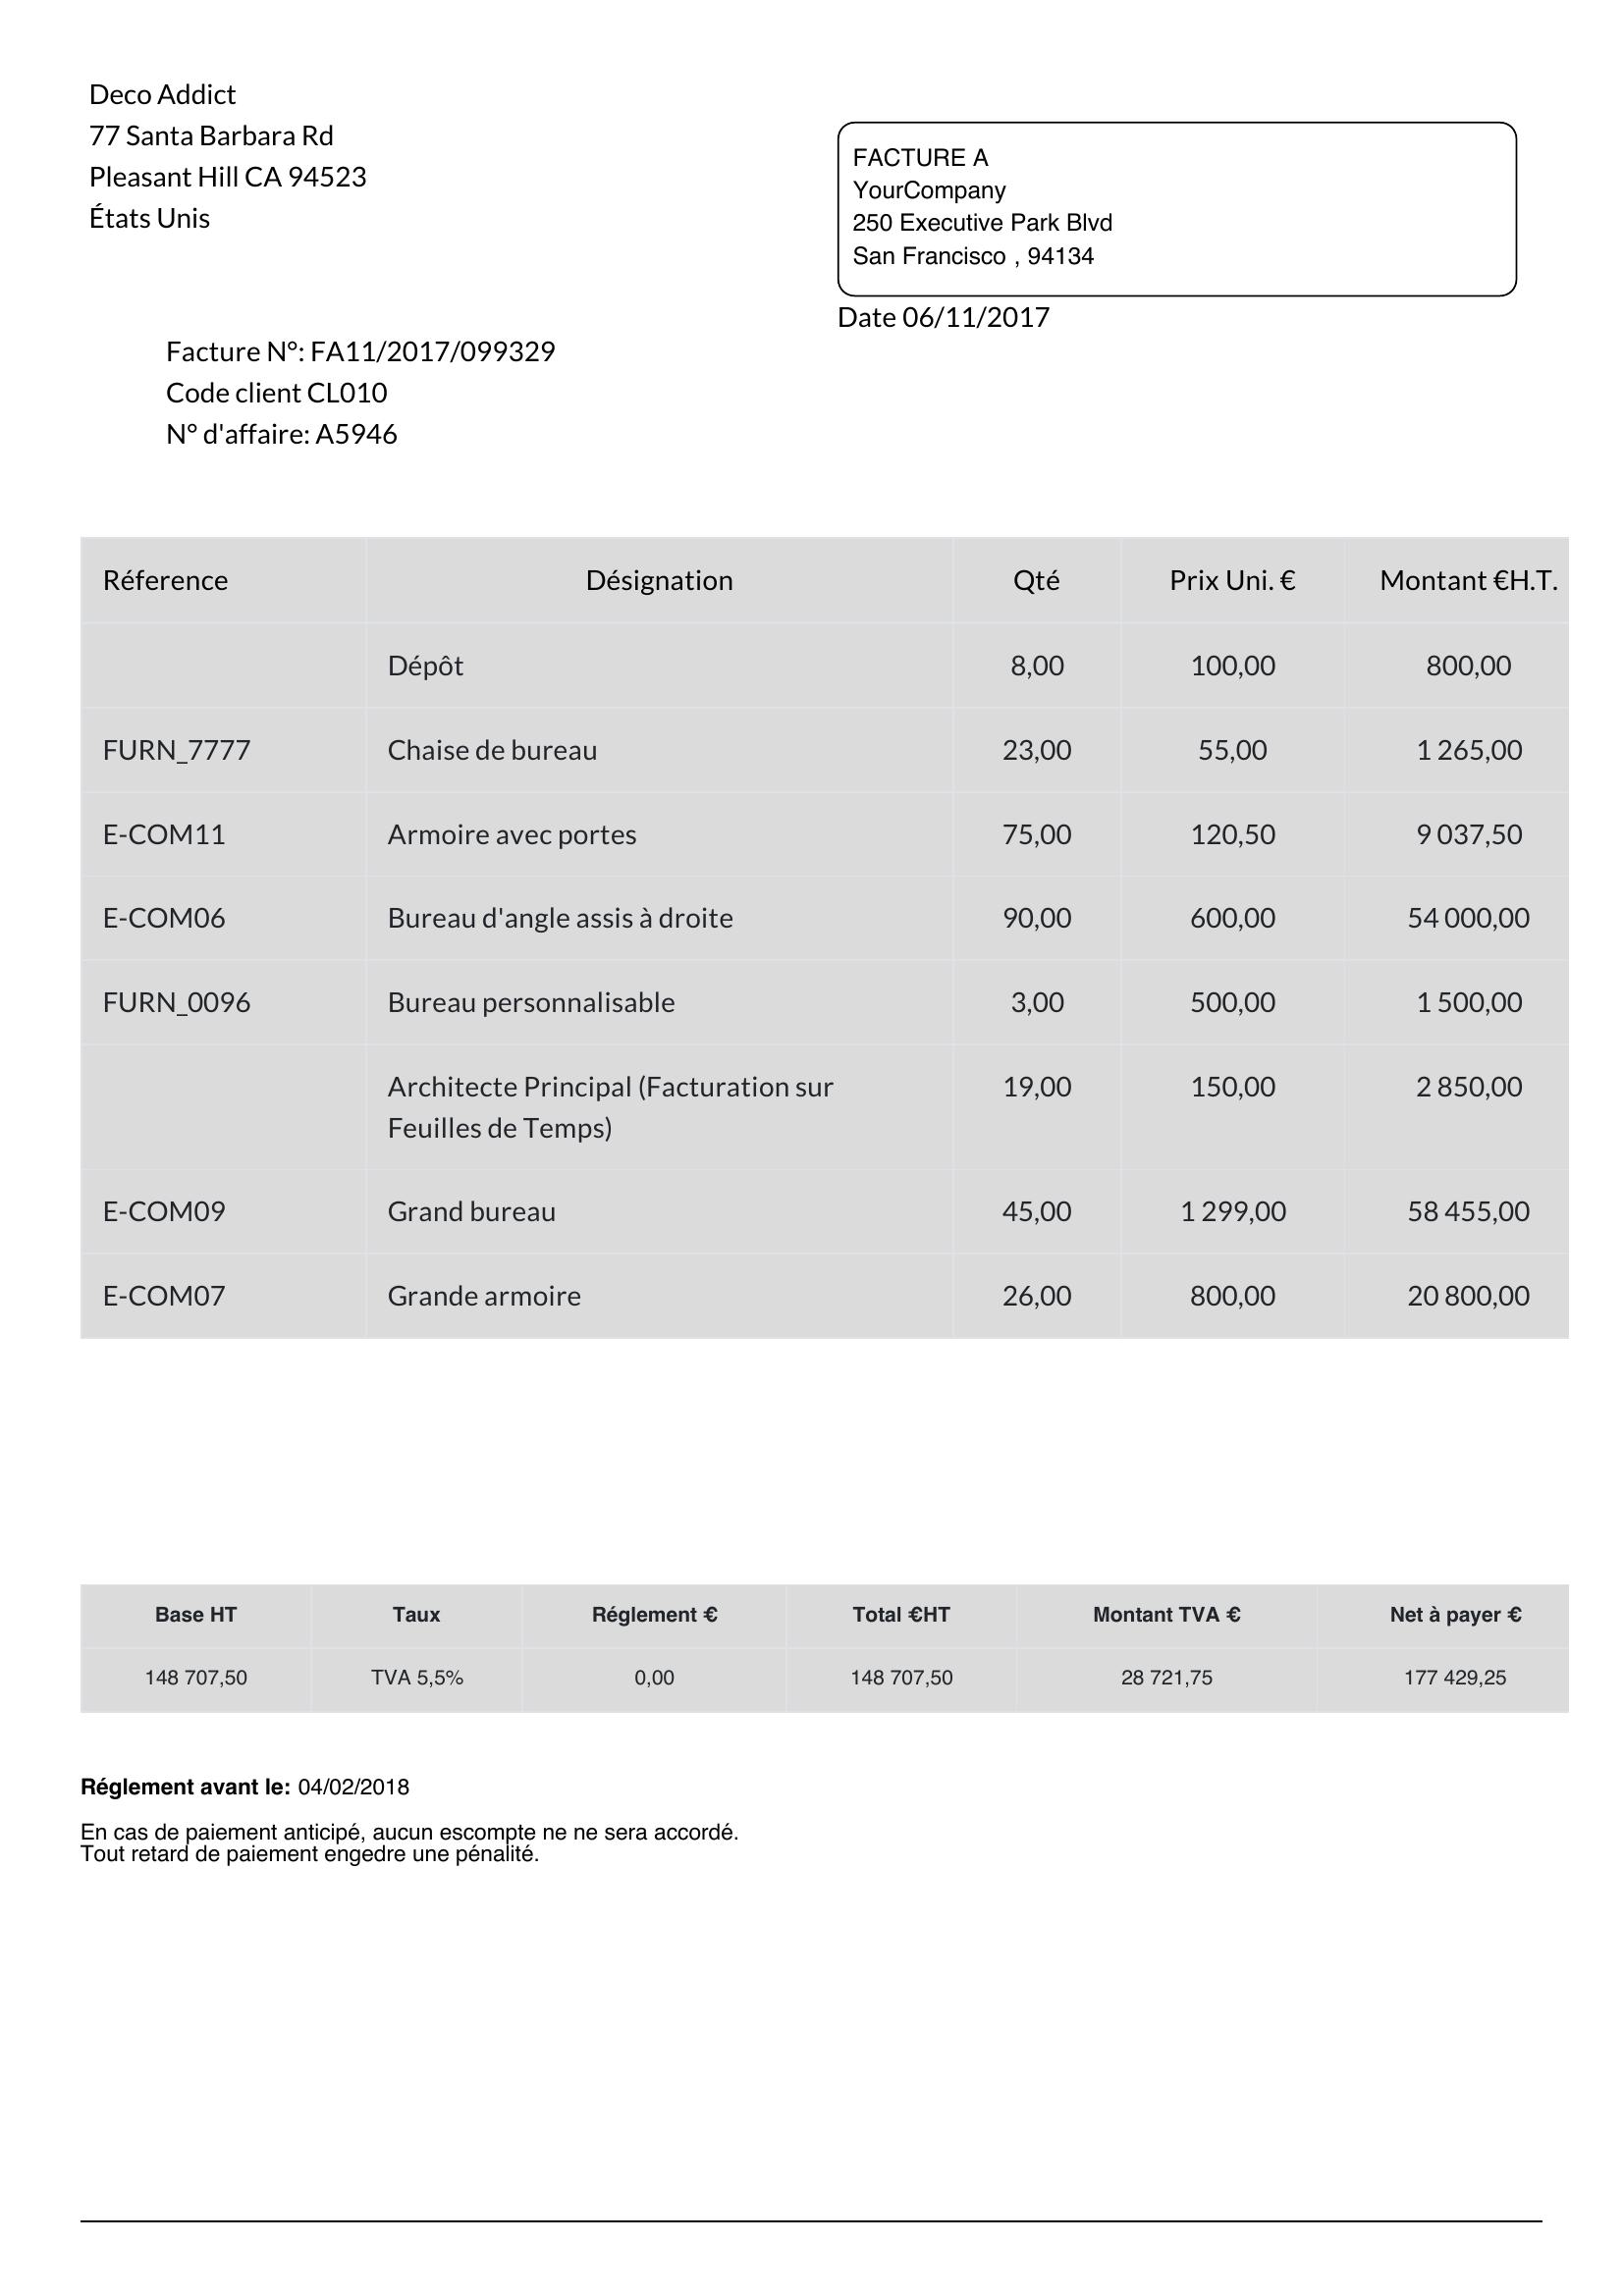 Deco Addict
77 Santa Barbara Rd
Pleasant Hill CA 94523
États Unis
FACTURE A
YourCompany
250 Executive Park Blvd
San Francisco , 94134
Date 06/11/2017
Facture N°: FA11/2017/099329
Code client CL010
N° d'affaire: A5946
Réference Désignation Qté Prix Uni. € Montant €H.T.
Dépôt 8,00 100,00 800,00
FURN_7777 Chaise de bureau 23,00 55,00 1 265,00
E-COM11 Armoire avec portes 75,00 120,50 9 037,50
E-COM06 Bureau d'angle assis à droite 90,00 600,00 54 000,00
FURN_0096 Bureau personnalisable 3,00 500,00 1 500,00
Architecte Principal (Facturation sur 19,00 150,00 2 850,00
Feuilles de Temps)
E-COM09 Grand bureau 45,00 1 299,00 58 455,00
E-COM07 Grande armoire 26,00 800,00 20 800,00
Base HT Taux Réglement € Total €HT Montant TVA € Net à payer €
148 707,50 TVA 5,5% 0,00 148 707,50 28 721,75 177 429,25
Réglement avant le: 04/02/2018
En cas de paiement anticipé, aucun escompte ne ne sera accordé.
Tout retard de paiement engedre une pénalité.